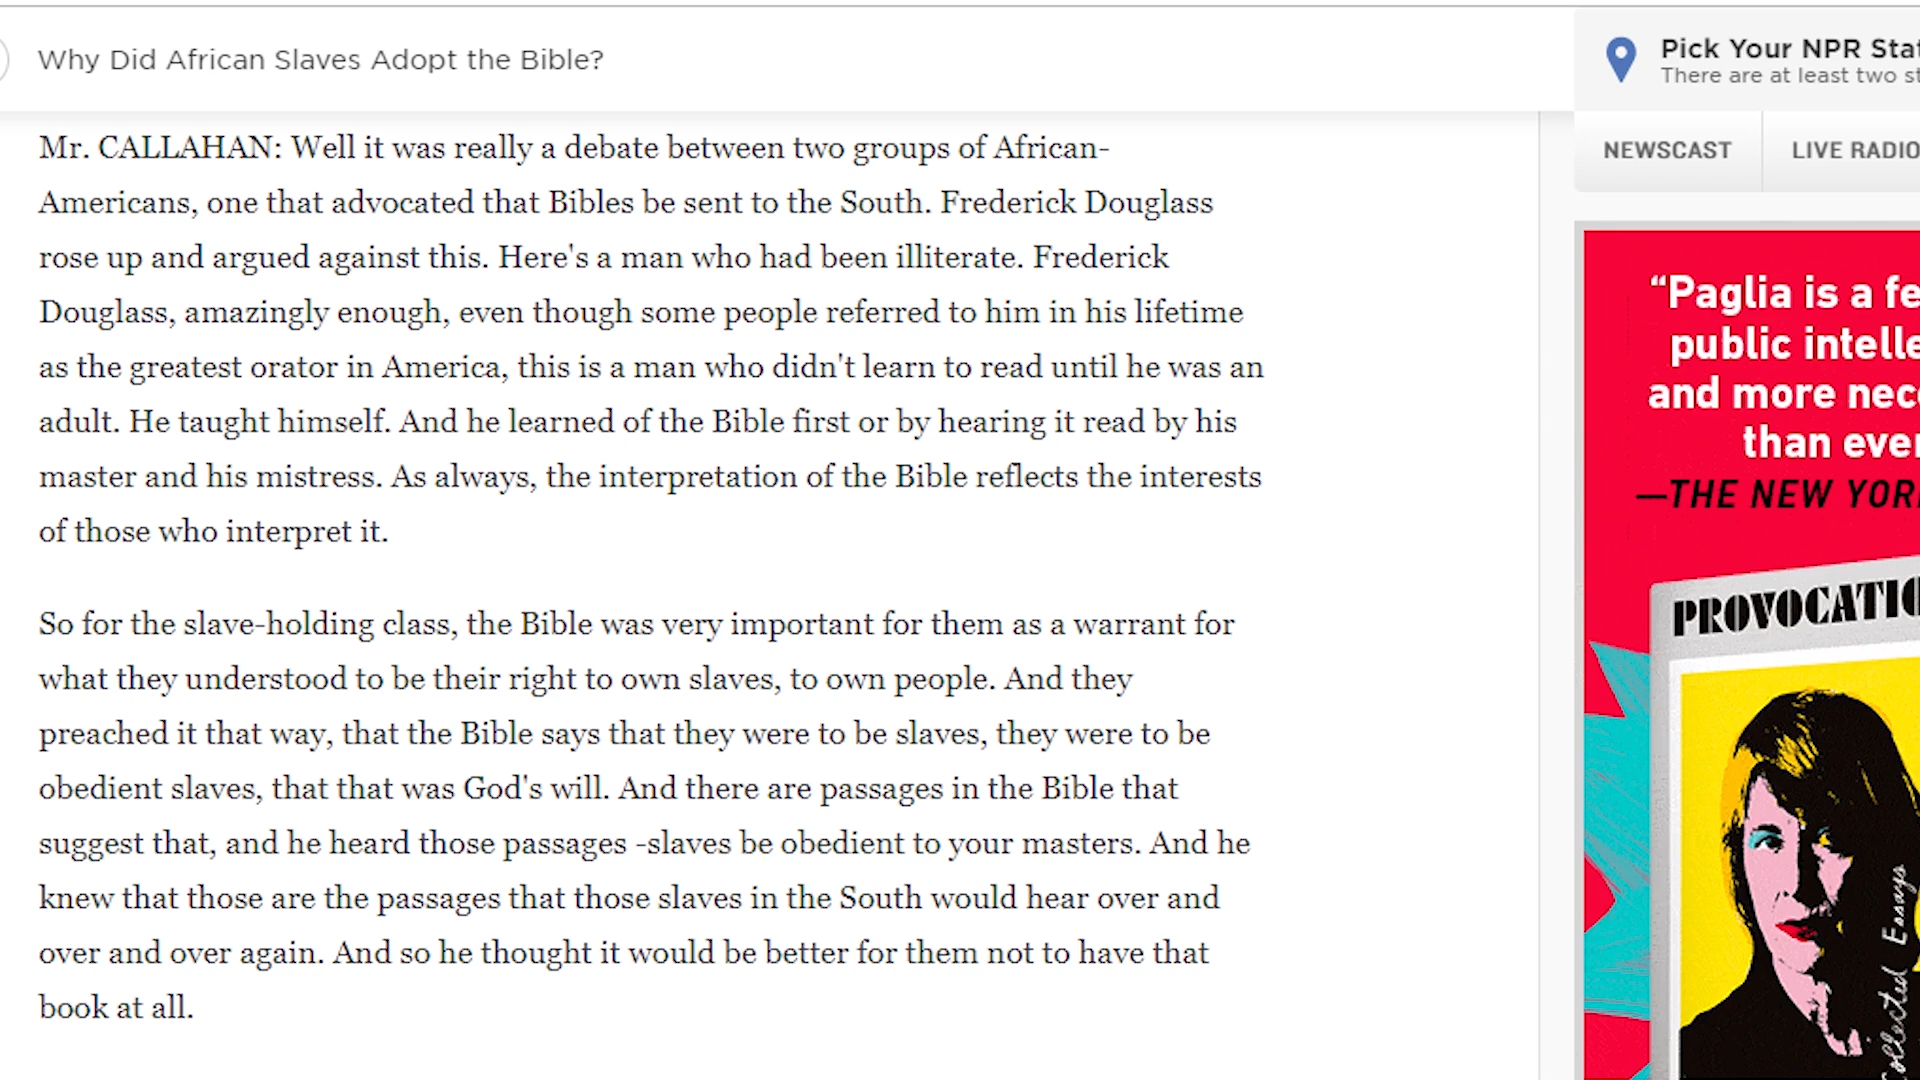 Why Did African Slaves Adopt the Bible?
Pick Your NPR
There are at least two
NEWSCAST
LIVE RADIO
Mr. CALLAHAN: Well it was really a debate between two groups of African-
Americans, one that advocated that Bibles be sent to the South. Frederick Douglass
rose up and argued against this. Here's a man who had been illiterate. Frederick
Douglass, amazingly enough, even though some people referred to him in his lifetime
as the greatest orator in America, this is a man who didn't learn to read until he was an
adult. He taught himself. And he learned of the Bible first or by hearing it read by his
master and his mistress. As always, the interpretation of the Bible reflects the interests
of those who interpret it.
So for the slave-holding class, the Bible was very important for them as a warrant for
what they understood to be their right to own slaves, to own people. And they
preached it that way, that the Bible says that they were to be slaves, they were to be
obedient slaves, that that was God's will. And there are passages in the Bible that
suggest that, and he heard those passages -slaves be obedient to your masters. And he
knew that those are the passages that those slaves in the South would hear over and
over and over again. And so he thought it would be better for them not to have that
book at all.
“Paglia is a
public
and more
than
—THE NEW
Essays